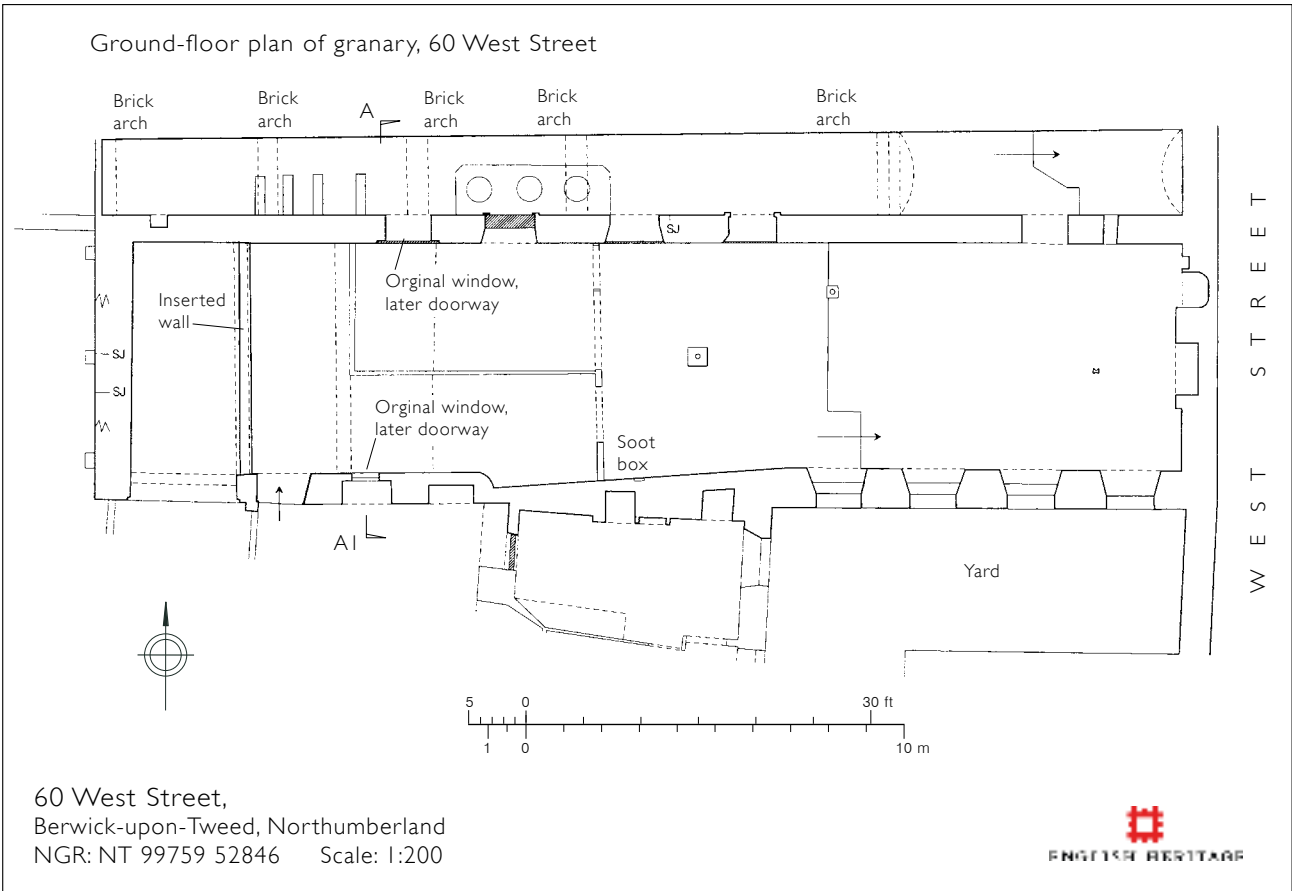 Ground-floor plan of granary, 60 West Street
Brick
arch
Brick
arch
A
Brick
arch
Brick
arch
Brick
arch
SJ
Orginal window,
later doorway
Inserted
wall
SJ
SJ
Orginal window,
later doorway
Soot
box
A1
Yard
WEST STREET
5 0 30 ft
1 0 10 m
60 West Street,
Berwick-upon-Tweed, Northumberland
NGR: NT 99759 52846 Scale: 1:200
ENGLISH HERITAGE